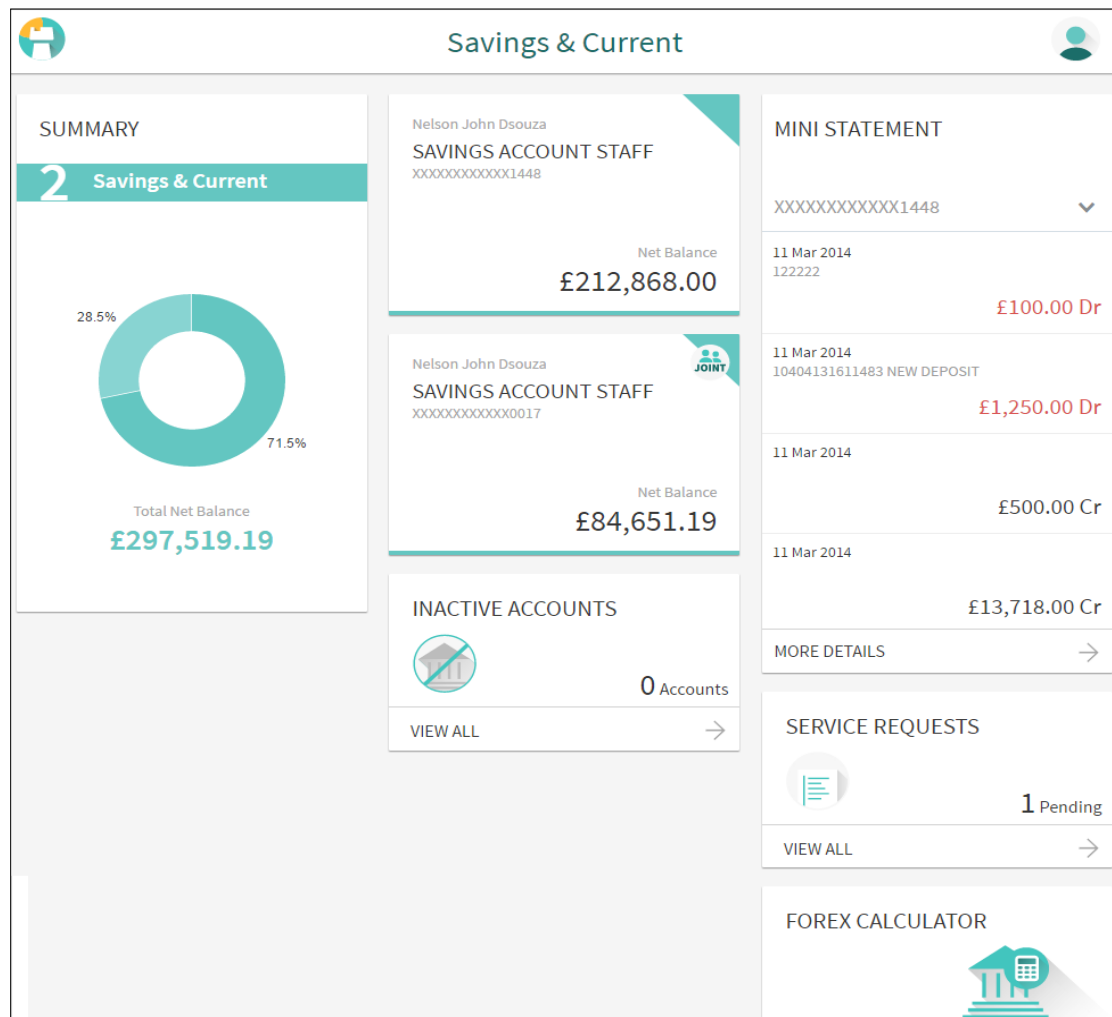 Savings & Current
SUMMARY
2 Savings & Current
28.5%
71.5%
Total Net Balance
£297,519.19
Nelson John Dsouza
SAVINGS ACCOUNT STAFF
XXXXXXXXXXXX1448
Net Balance
£212,868.00
JOINT
Nelson John Dsouza
SAVINGS ACCOUNT STAFF
XXXXXXXXXXXX0017
Net Balance
£84,651.19
INACTIVE ACCOUNTS
0 Accounts
VIEW ALL
MINI STATEMENT
XXXXXXXXXXXX1448
11 Mar 2014
122222
£100.00 Dr
11 Mar 2014
10404131611483 NEW DEPOSIT
£1,250.00 Dr
11 Mar 2014
£500.00 Cr
11 Mar 2014
£13,718.00 Cr
MORE DETAILS
SERVICE REQUESTS
1 Pending
VIEW ALL
FOREX CALCULATOR